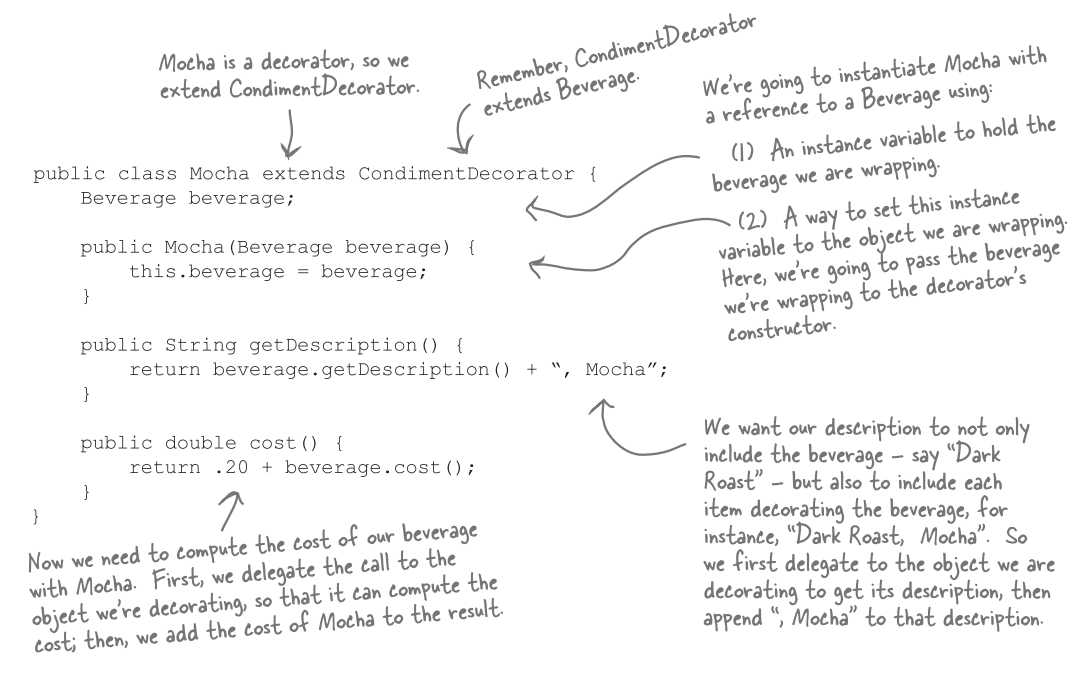 Mocha is a decorator, so we
extend CondimentDecorator.
Remember, CondimentDecorator
extends Beverage.
We're going to instantiate Mocha with
a reference to a Beverage using:
(1) An instance variable to hold the
beverage we are wrapping.
(2) A way to set this instance
variable to the object we are wrapping.
Here, we're going to pass the beverage
we're wrapping to the decorator's
constructor.
public class Mocha extends CondimentDecorator {
    Beverage beverage;
    public Mocha(Beverage beverage) {
        this.beverage = beverage;
    }
    public String getDescription() {
        return beverage.getDescription() + “, Mocha”;
    }
    public double cost() {
        return .20 + beverage.cost();
    }
}
We want our description to not only
include the beverage – say “Dark
Roast” – but also to include each
item decorating the beverage, for
instance, “Dark Roast, Mocha”. So
we first delegate to the object we are
decorating to get its description, then
append “, Mocha” to that description.
Now we need to compute the cost of our beverage
with Mocha. First, we delegate the call to the
object we're decorating, so that it can compute the
cost; then, we add the cost of Mocha to the result.